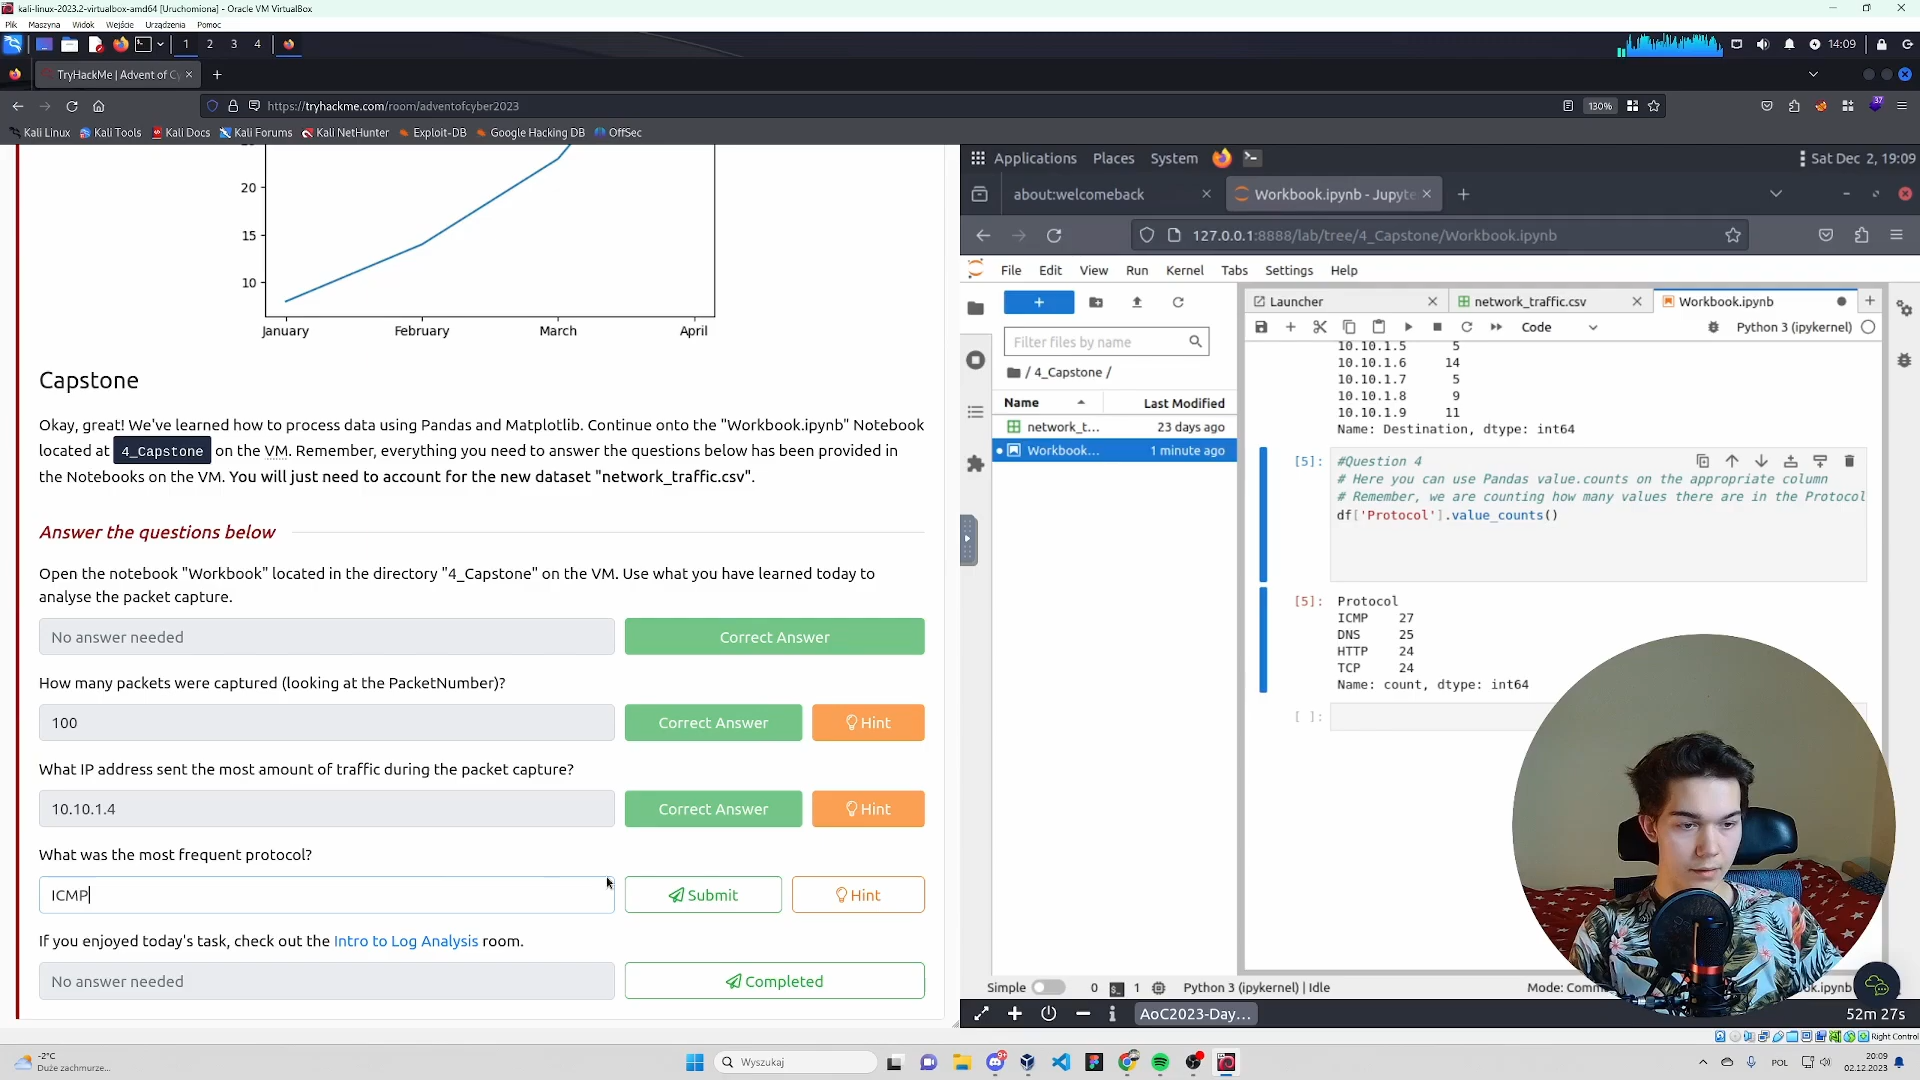 kali-linux-2023.2-virtualbox-amd64 [Uruchomiona] - Oracle VM VirtualBox
Plik Maszyna Widok Wejście Urządzenia Pomoc
1 2 3 4
14:09
TryHackMe | Advent of Cy
https://tryhackme.com/room/adventofcyber2023
130%
37
Kali Linux Kali Tools Kali Docs Kali Forums Kali NetHunter Exploit-DB Google Hacking DB OffSec
20
15
10
January February March April
Capstone
Okay, great! We've learned how to process data using Pandas and Matplotlib. Continue onto the "Workbook.ipynb" Notebook
located at 4_Capstone on the VM. Remember, everything you need to answer the questions below has been provided in
the Notebooks on the VM. You will just need to account for the new dataset "network_traffic.csv".
Answer the questions below
Open the notebook "Workbook" located in the directory "4_Capstone" on the VM. Use what you have learned today to
analyse the packet capture.
No answer needed
Correct Answer
How many packets were captured (looking at the PacketNumber)?
100
Correct Answer
Hint
What IP address sent the most amount of traffic during the packet capture?
10.10.1.4
Correct Answer
Hint
What was the most frequent protocol?
ICMP
Submit
Hint
If you enjoyed today's task, check out the Intro to Log Analysis room.
No answer needed
Completed
Applications Places System
Sat Dec 2, 19:09
about:welcomeback
Workbook.ipynb - Jupyte
127.0.0.1:8888/lab/tree/4_Capstone/Workbook.ipynb
File Edit View Run Kernel Tabs Settings Help
Filter files by name
/ 4_Capstone /
Name Last Modified
network_t... 23 days ago
Workbook... 1 minute ago
Launcher
network_traffic.csv
Workbook.ipynb
Code
Python 3 (ipykernel)
10.10.1.5 5
10.10.1.6 14
10.10.1.7 5
10.10.1.8 9
10.10.1.9 11
Name: Destination, dtype: int64
[5]: #Question 4
# Here you can use Pandas value.counts on the appropriate column
# Remember, we are counting how many values there are in the Protocol
df['Protocol'].value_counts()
[5]: Protocol
ICMP 27
DNS 25
HTTP 24
TCP 24
Name: count, dtype: int64
[ ]:
Simple 0 1 Python 3 (ipykernel) | Idle
Mode: Comm
ok.ipynb
AoC2023-Day...
52m 27s
Right Control
-2°C
Duże zachmurze...
Wyszukaj
POL
20:09
02.12.2023